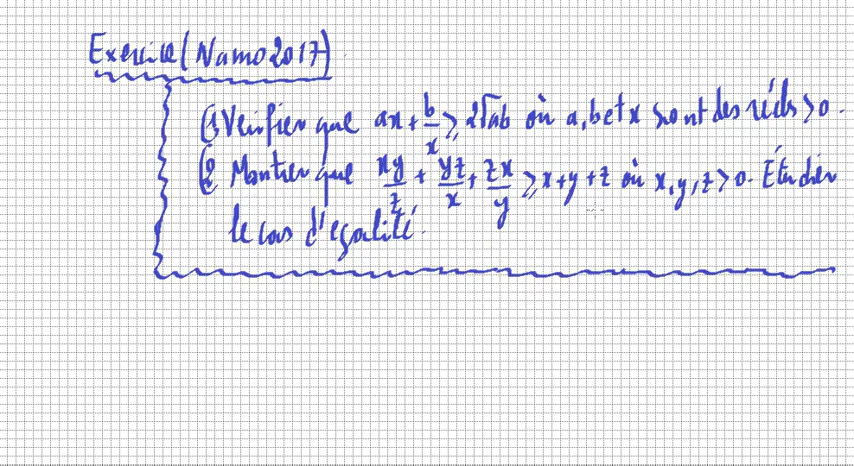 Exercice (Namo 2017)
① Vérifier que ax + b/x ≥ 2√ab où a, b et x sont des réels > 0.
② Montrer que xy/z + yz/x + zx/y ≥ x+y+z où x, y, z > 0. Étudier
le cas d'égalité.